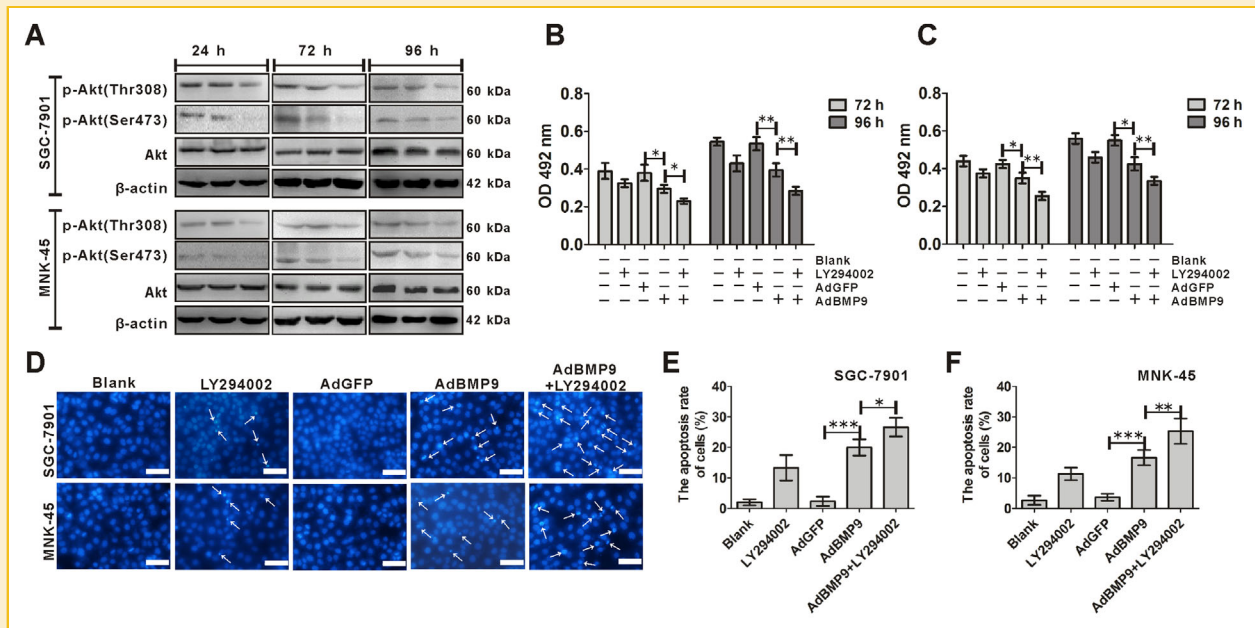 A
24 h 72 h 96 h
SGC-7901
p-Akt(Thr308) 60 kDa
p-Akt(Ser473) 60 kDa
Akt 60 kDa
β-actin 42 kDa
MNK-45
p-Akt(Thr308) 60 kDa
p-Akt(Ser473) 60 kDa
Akt 60 kDa
β-actin 42 kDa
B
OD 492 nm
0.8
0.6
0.4
0.2
0.0
72 h
96 h
* * ** **
− − − − − − − − − − Blank
− + − − + − + − − + LY294002
− − + − − − − + − − AdGFP
− − − + + − − − + + AdBMP9
C
OD 492 nm
0.8
0.6
0.4
0.2
0.0
72 h
96 h
* ** * **
− − − − − − − − − − Blank
− + − − + − + − − + LY294002
− − + − − − − + − − AdGFP
− − − + + − − − + + AdBMP9
D
Blank LY294002 AdGFP AdBMP9 AdBMP9
+LY294002
SGC-7901
MNK-45
E
SGC-7901
The apoptosis rate
of cells (%)
40
30
20
10
0
*** *
Blank
LY294002
AdGFP
AdBMP9
AdBMP9+LY294002
F
MNK-45
The apoptosis rate
of cells (%)
40
30
20
10
0
*** **
Blank
LY294002
AdGFP
AdBMP9
AdBMP9+LY294002